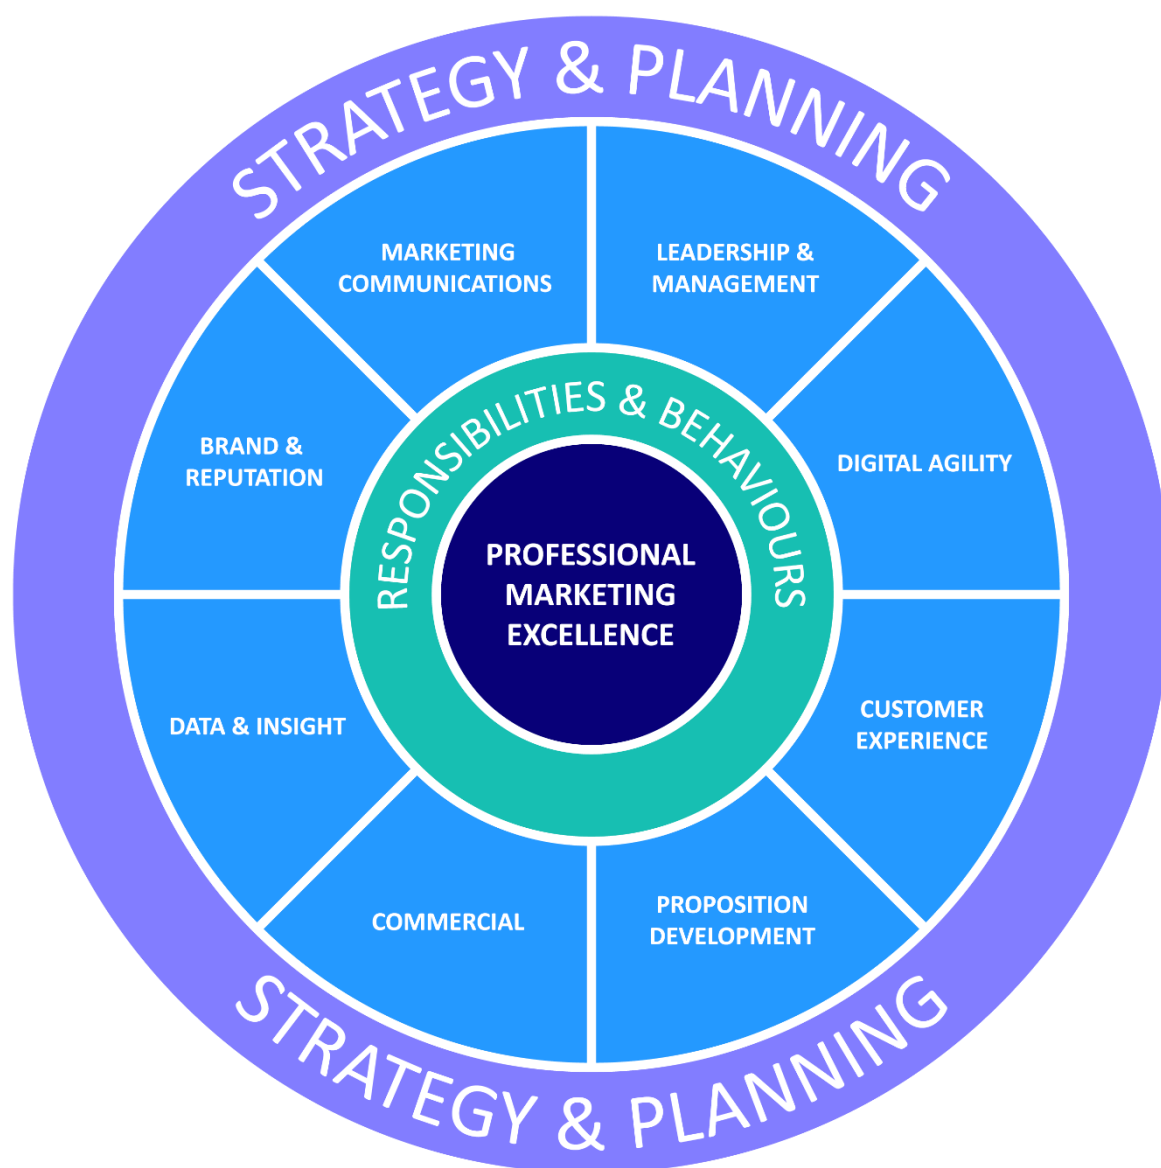 STRATEGY & PLANNING
MARKETING
COMMUNICATIONS
LEADERSHIP &
MANAGEMENT
BRAND &
REPUTATION
RESPONSIBILITIES & BEHAVIOURS
DIGITAL AGILITY
PROFESSIONAL
MARKETING
EXCELLENCE
DATA & INSIGHT
CUSTOMER
EXPERIENCE
COMMERCIAL
PROPOSITION
DEVELOPMENT
STRATEGY & PLANNING